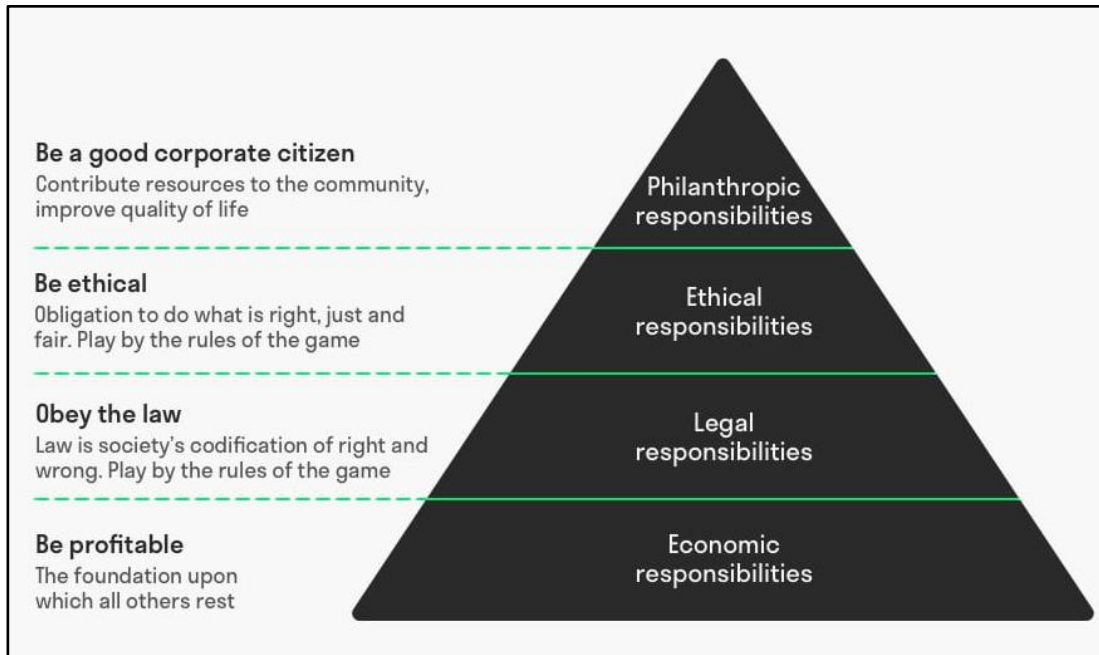 Be a good corporate citizen
Contribute resources to the community,
improve quality of life
Philanthropic
responsibilities
Be ethical
Obligation to do what is right, just and
fair. Play by the rules of the game
Ethical
responsibilities
Obey the law
Law is society's codification of right and
wrong. Play by the rules of the game
Legal
responsibilities
Be profitable
The foundation upon
which all others rest
Economic
responsibilities